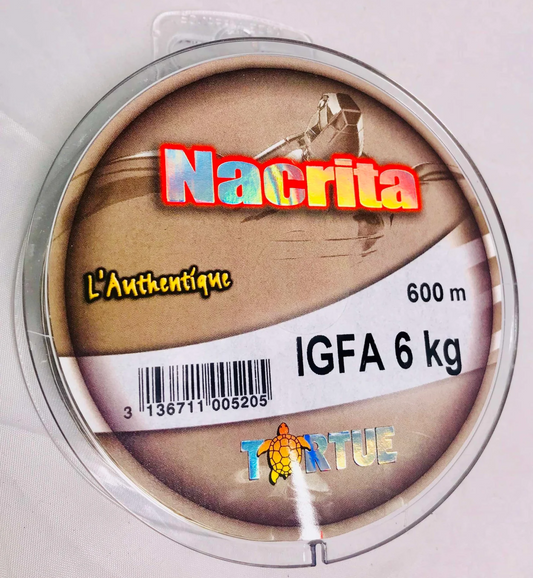 Nacrita
L'Authentique
600 m
IGFA 6 kg
3 136711 005205
TORTUE